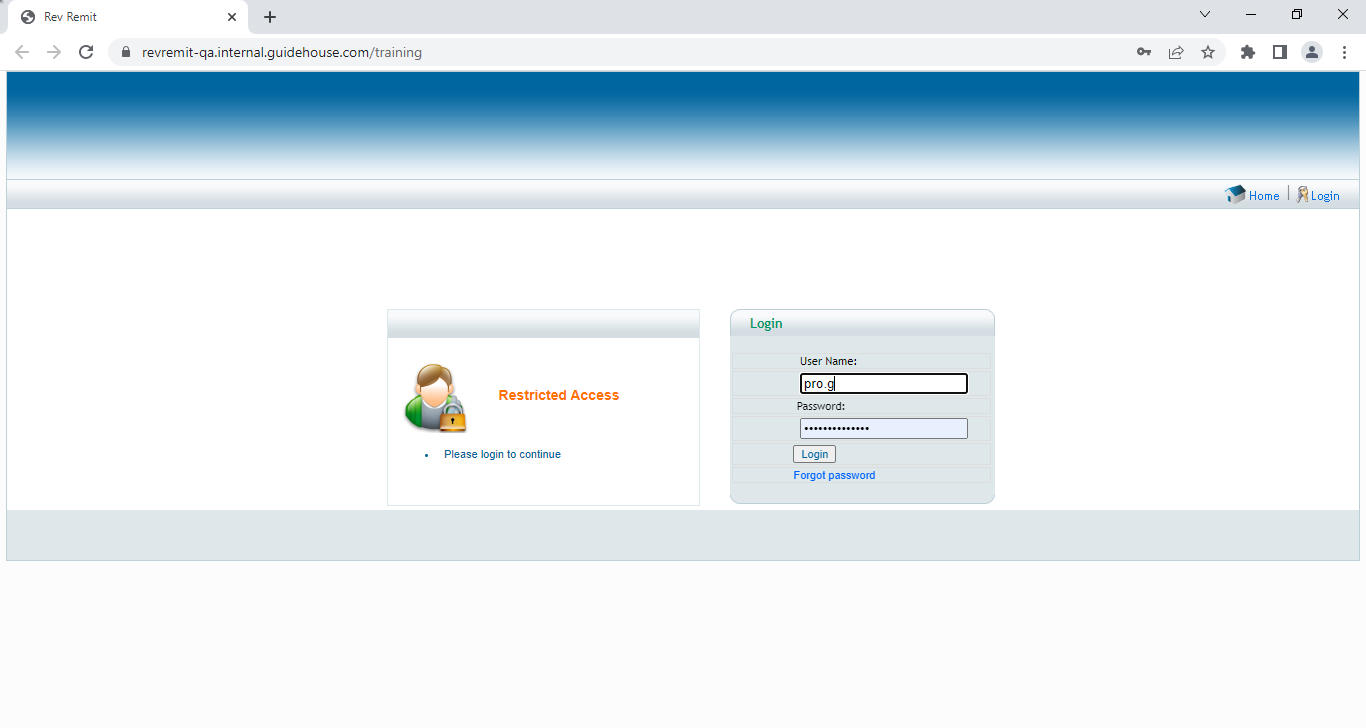 Rev Remit
revremit-qa.internal.guidehouse.com/training
Home
Login
Restricted Access
Please login to continue
Login
User Name:
pro.g
Password:
••••••••••••••
Login
Forgot password